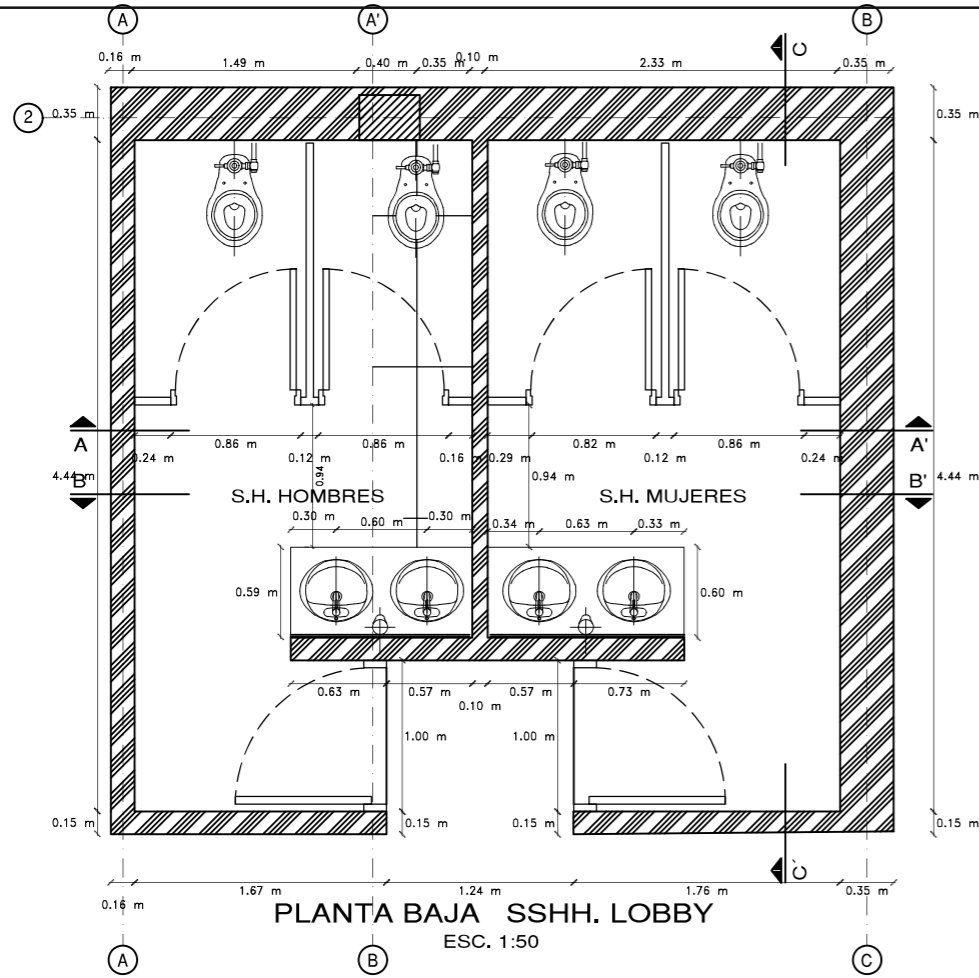 A A' B
0.16 m 1.49 m 0.40 m 0.35 m 0.10 m 2.33 m 0.35 m
C
2 0.35 m 0.35 m
A A'
0.24 m 0.86 m 0.12 m 0.86 m 0.16 m 0.29 m 0.82 m 0.12 m 0.86 m 0.24 m
4.44 m 0.94 0.94 m 4.44 m
B' B'
S.H. HOMBRES S.H. MUJERES
0.30 m 0.60 m 0.30 m 0.34 m 0.63 m 0.33 m
0.59 m 0.60 m
0.63 m 0.57 m 0.10 m 0.57 m 0.73 m
1.00 m 1.00 m
0.15 m 0.15 m 0.15 m 0.15 m
C'
0.16 m 1.67 m 1.24 m 1.76 m 0.35 m
PLANTA BAJA SSHH. LOBBY
ESC. 1:50
A B C